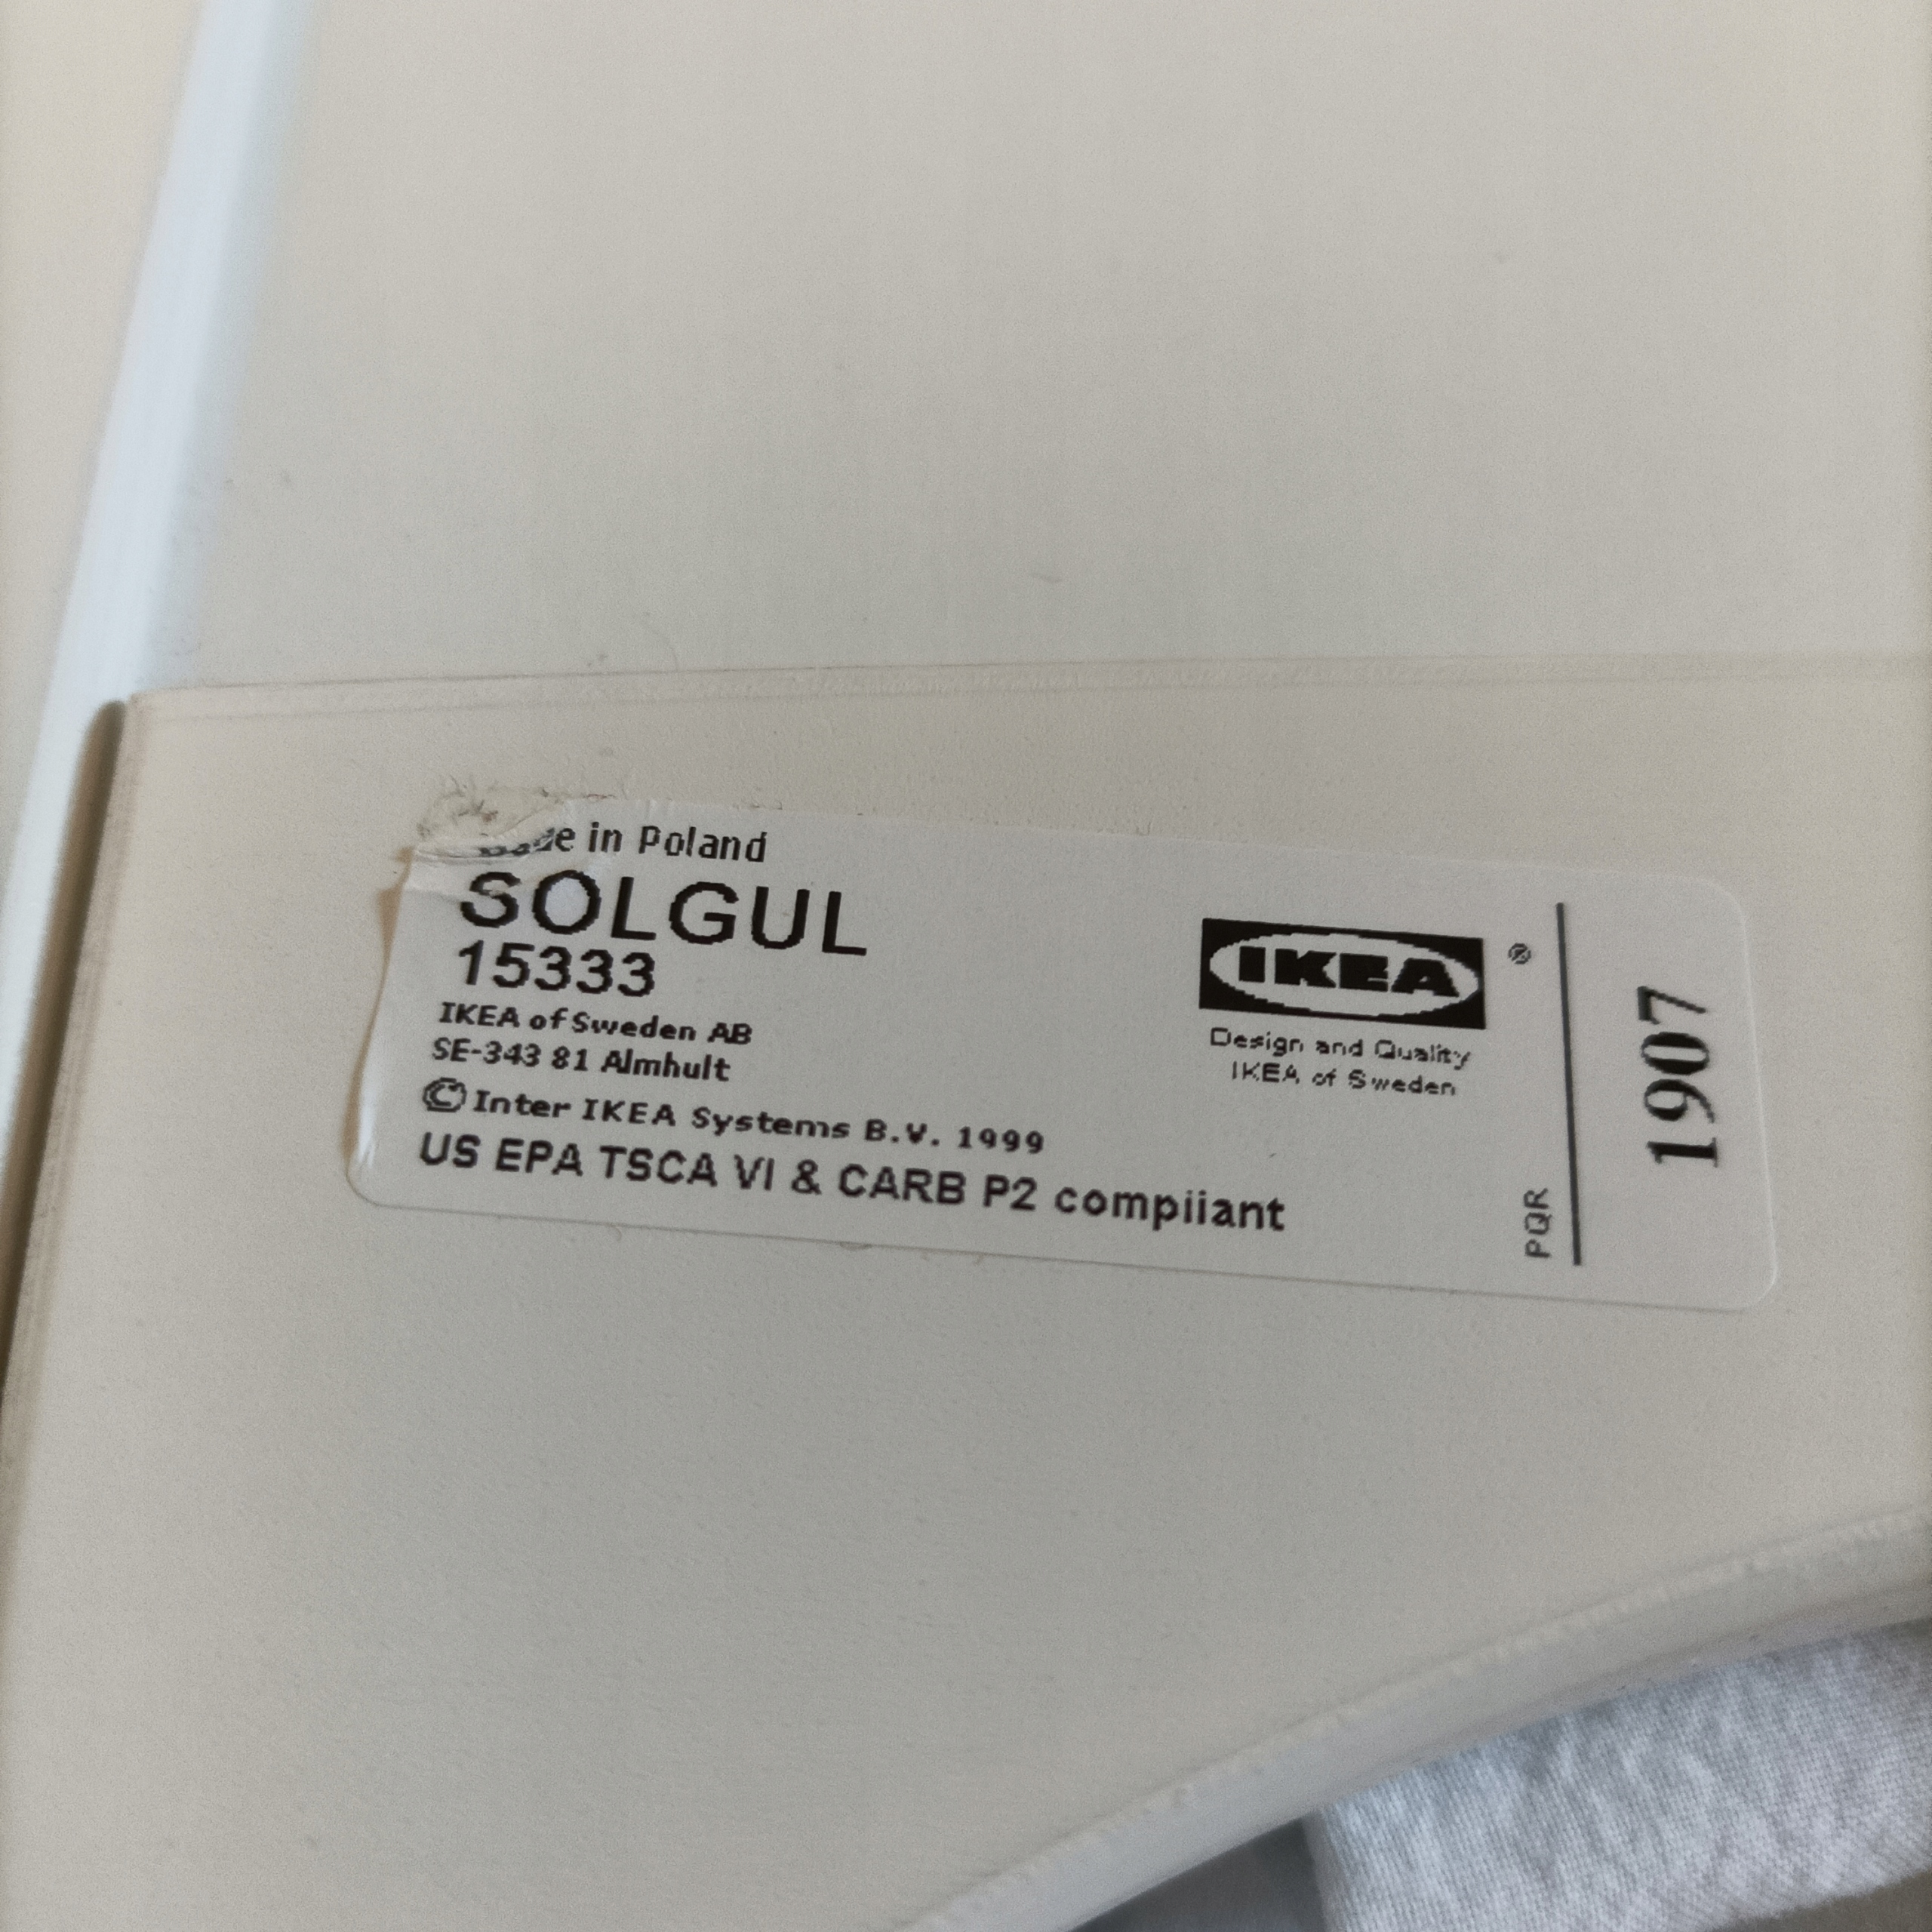 Made in Poland
SOLGUL
15333
IKEA of Sweden AB
SE-343 81 Almhult
© Inter IKEA Systems B.V. 1999
US EPA TSCA VI & CARB P2 compiiant
IKEA ®
Design and Quality
IKEA of Sweden
PQR
1907